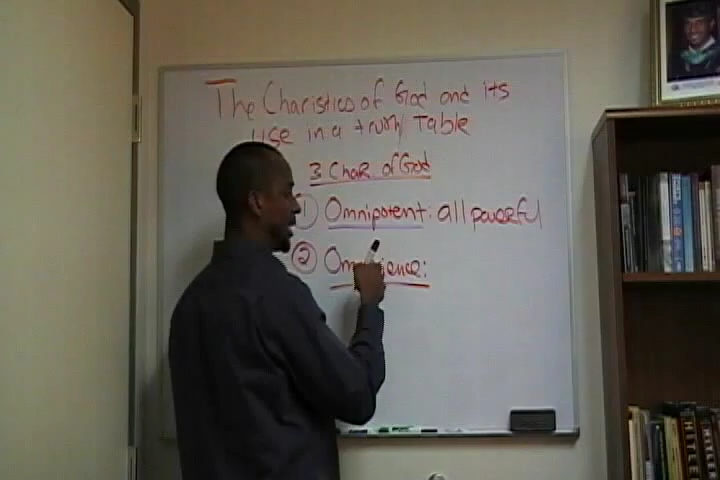 The Charistics of God and its
use in a truth Table
3 Char of God
1) Omnipotent: all powerful
2
HITLER